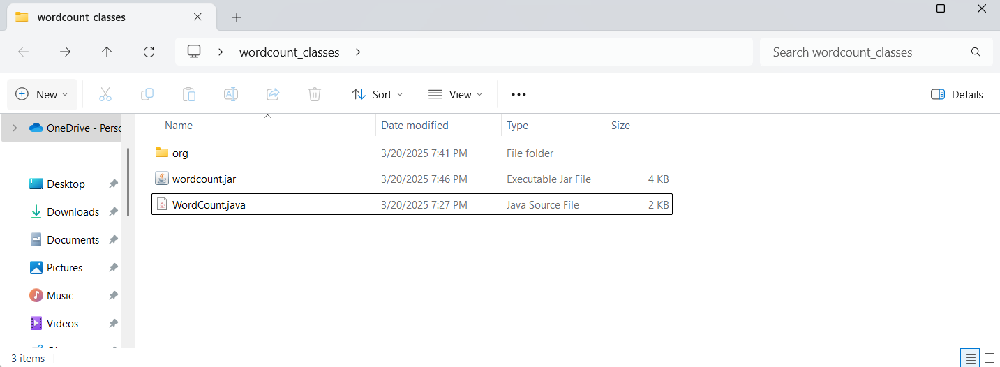 wordcount_classes
wordcount_classes
Search wordcount_classes
New
Sort
View
Details
OneDrive - Perso
Name
Date modified
Type
Size
org
3/20/2025 7:41 PM
File folder
wordcount.jar
3/20/2025 7:46 PM
Executable Jar File
4 KB
WordCount.java
3/20/2025 7:27 PM
Java Source File
2 KB
Desktop
Downloads
Documents
Pictures
Music
Videos
3 items